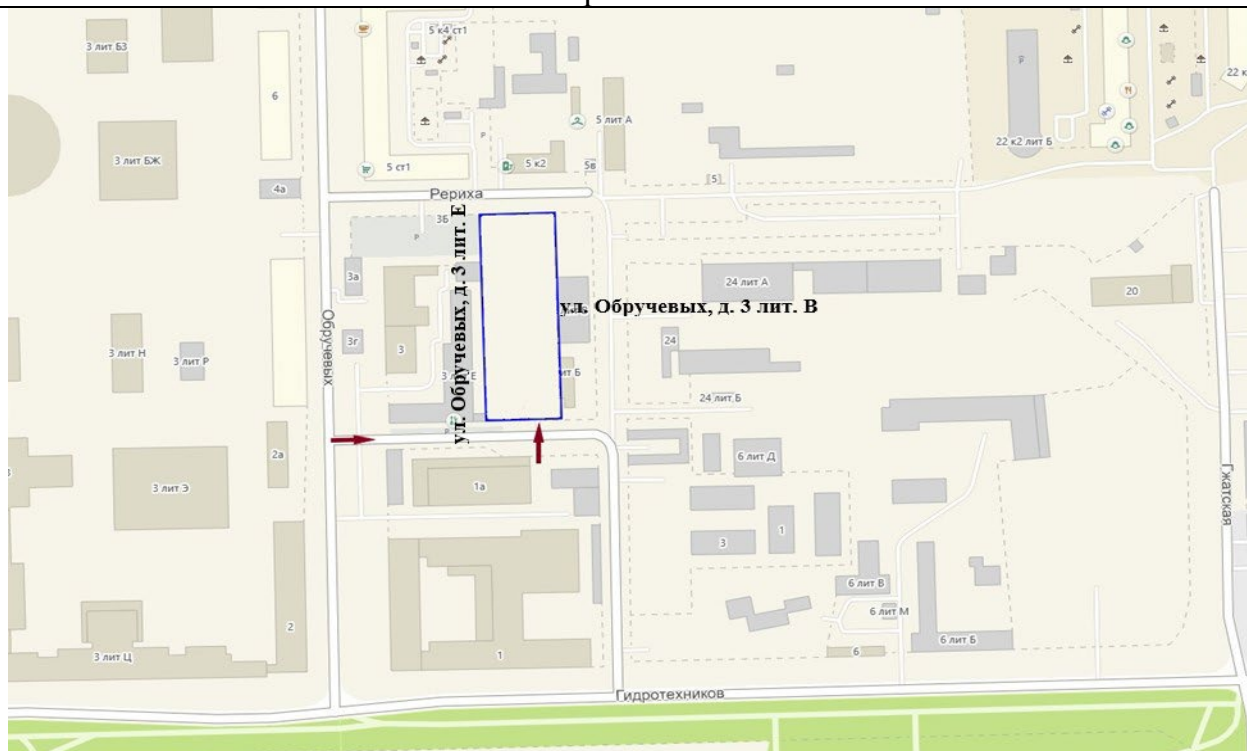 3 лит БЗ
5 к4 ст1
22 к
6
P
P
5 лит А
22 к2 лит Б
3 лит БЖ
5 ст1
5 к2
5в
5
4а
Рериха
3Б
P
ул. Обручевых, д. 3 лит. Е
3а
24 лит А
20
ул. Обручевых, д. 3 лит. В
Обручевых
3г
24
3 лит Н
3 лит Р
3
ит Б
24 лит Б
P
2а
6 лит Д
3 лит Э
1а
Гжатская
1
3
6 лит В
6 лит М
2
6 лит Б
3 лит Ц
1
6
Гидротехников